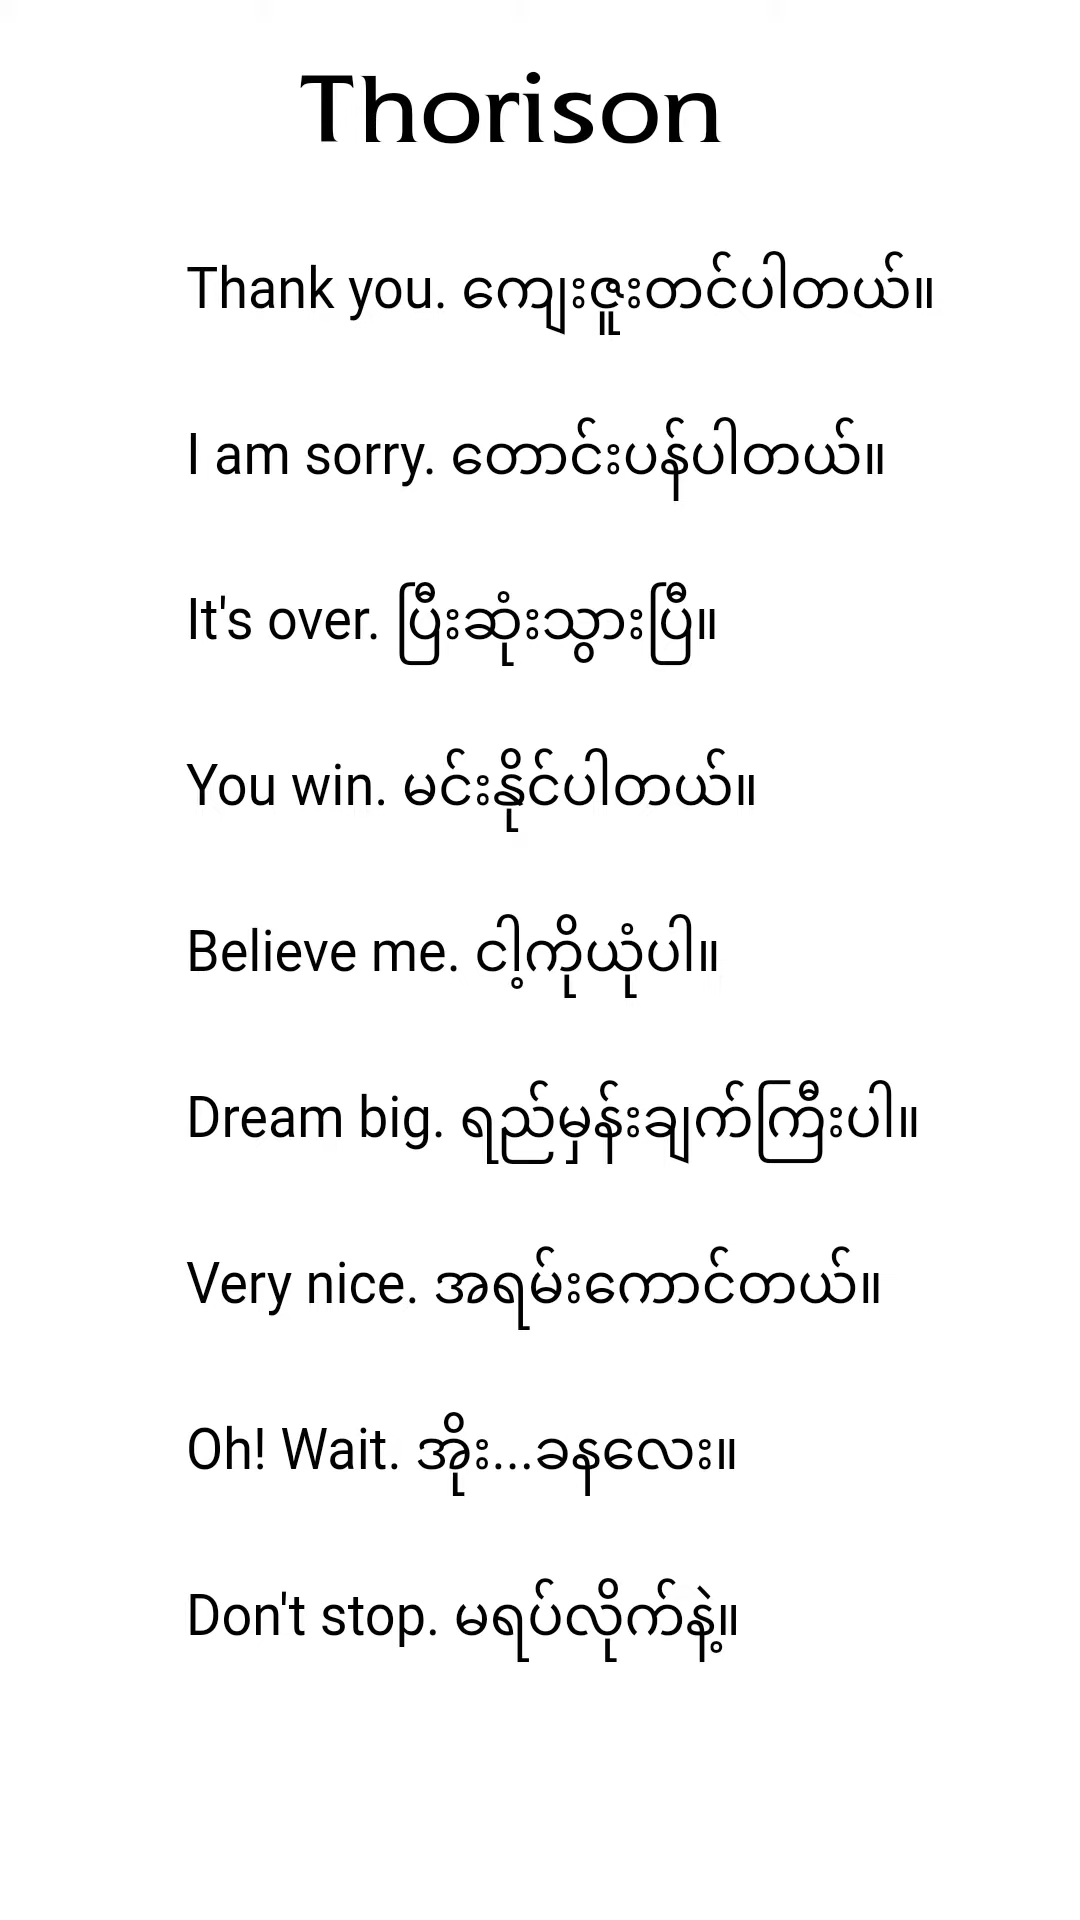 Thorison
Thank you. ကျေးဇူးတင်ပါတယ်။
I am sorry. တောင်းပန်ပါတယ်။
It's over. ပြီးဆုံးသွားပြီ။
You win. မင်းနိုင်ပါတယ်။
Believe me. ငါ့ကိုယုံပါ။
Dream big. ရည်မှန်းချက်ကြီးပါ။
Very nice. အရမ်းကောင်တယ်။
Oh! Wait. အိုး...ခနလေး။
Don't stop. မရပ်လိုက်နဲ့။